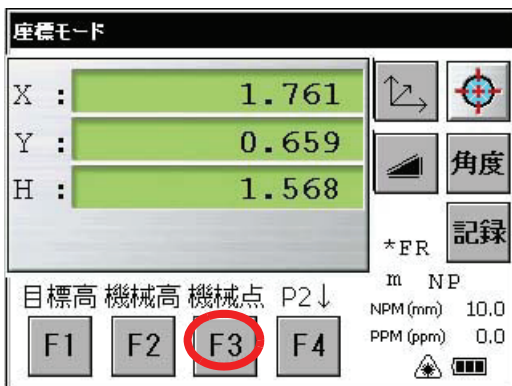 座標モード
X : 1.761
Y : 0.659
H : 1.568
角度
記録
*FR
m NP
NPM(mm) 10.0
PPM(ppm) 0.0
目標高 機械高 機械点 P2↓
F1 F2 F3 F4